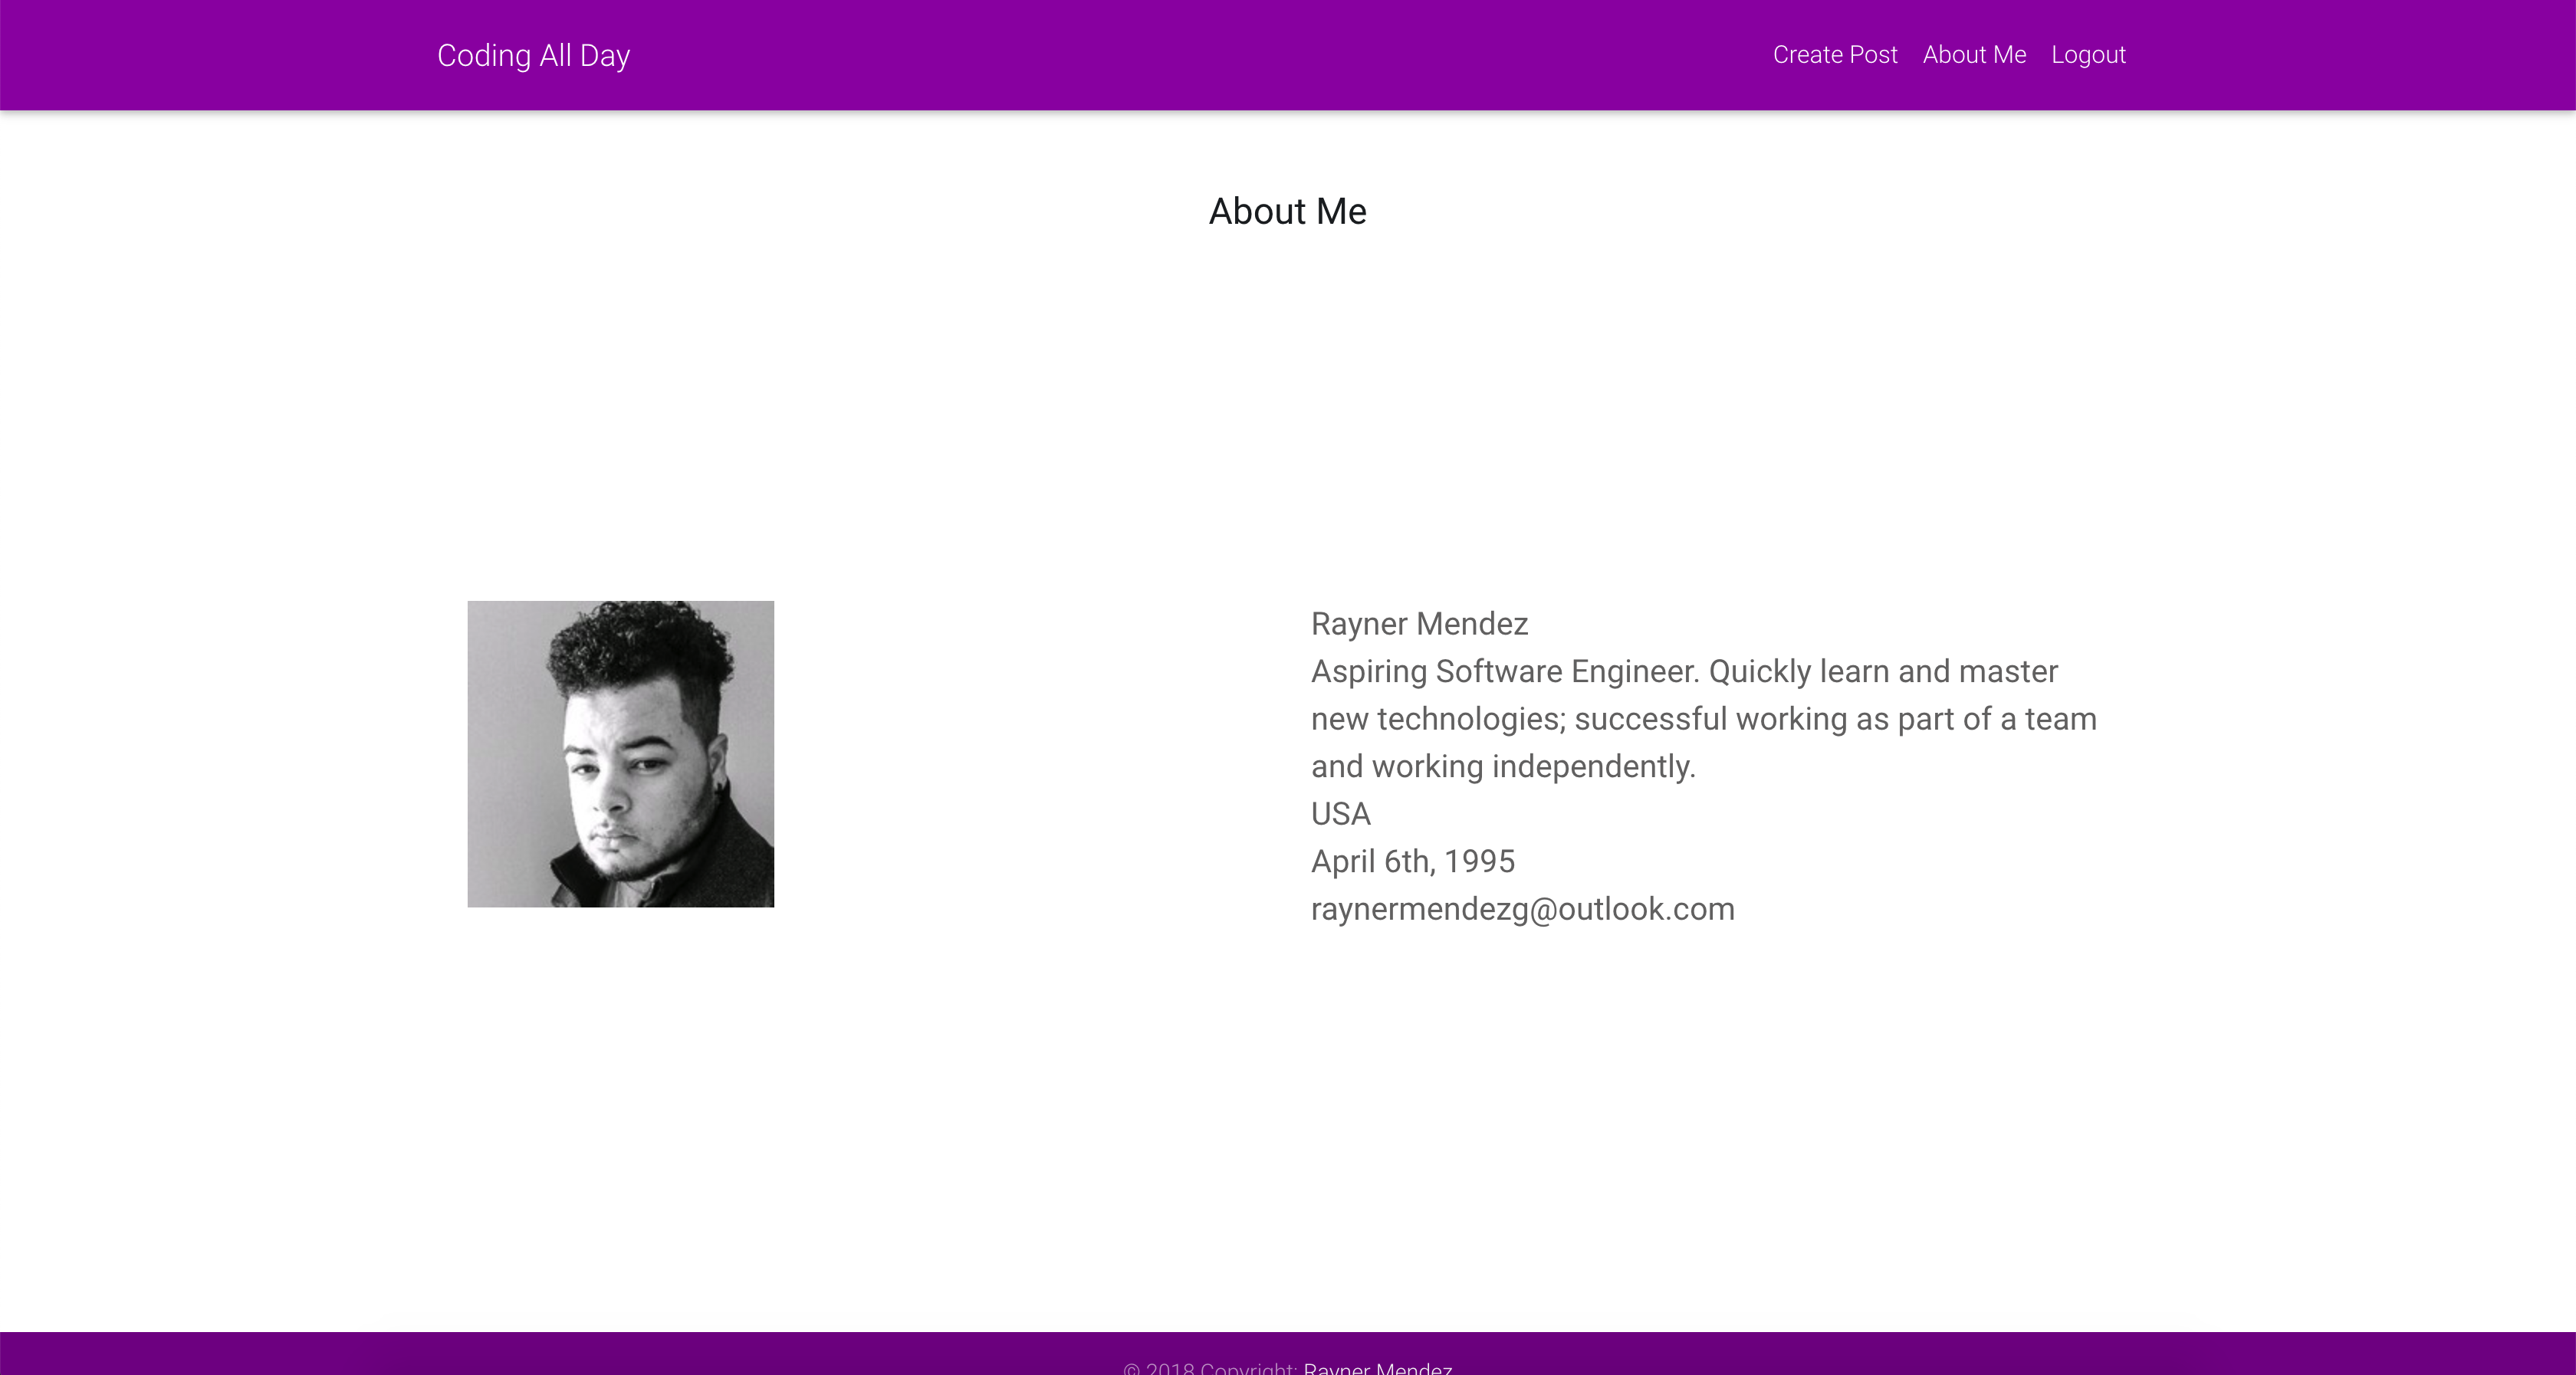 Coding All Day
Create Post About Me Logout
About Me
Rayner Mendez
Aspiring Software Engineer. Quickly learn and master
new technologies; successful working as part of a team
and working independently.
USA
April 6th, 1995
raynermendezg@outlook.com
© 2018 Copyright: Rayner Mendez